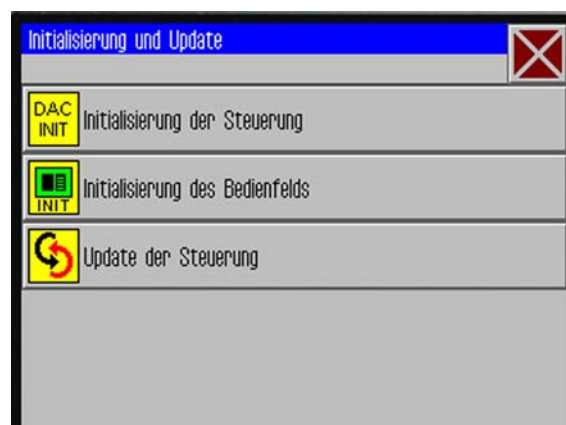 Initialisierung und Update
DAC
INIT
Initialisierung der Steuerung
INIT
Initialisierung des Bedienfelds
Update der Steuerung